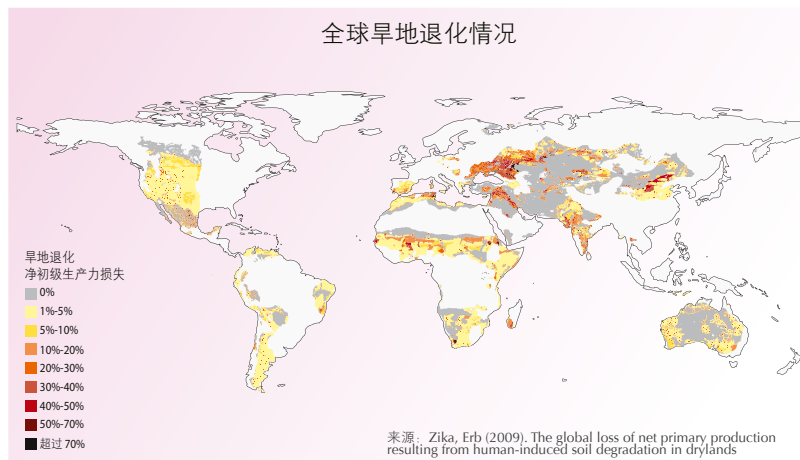 全球旱地退化情况
旱地退化
净初级生产力损失
0%
1%-5%
5%-10%
10%-20%
20%-30%
30%-40%
40%-50%
50%-70%
超过 70%
来源：Zika, Erb (2009). The global loss of net primary production
resulting from human-induced soil degradation in drylands